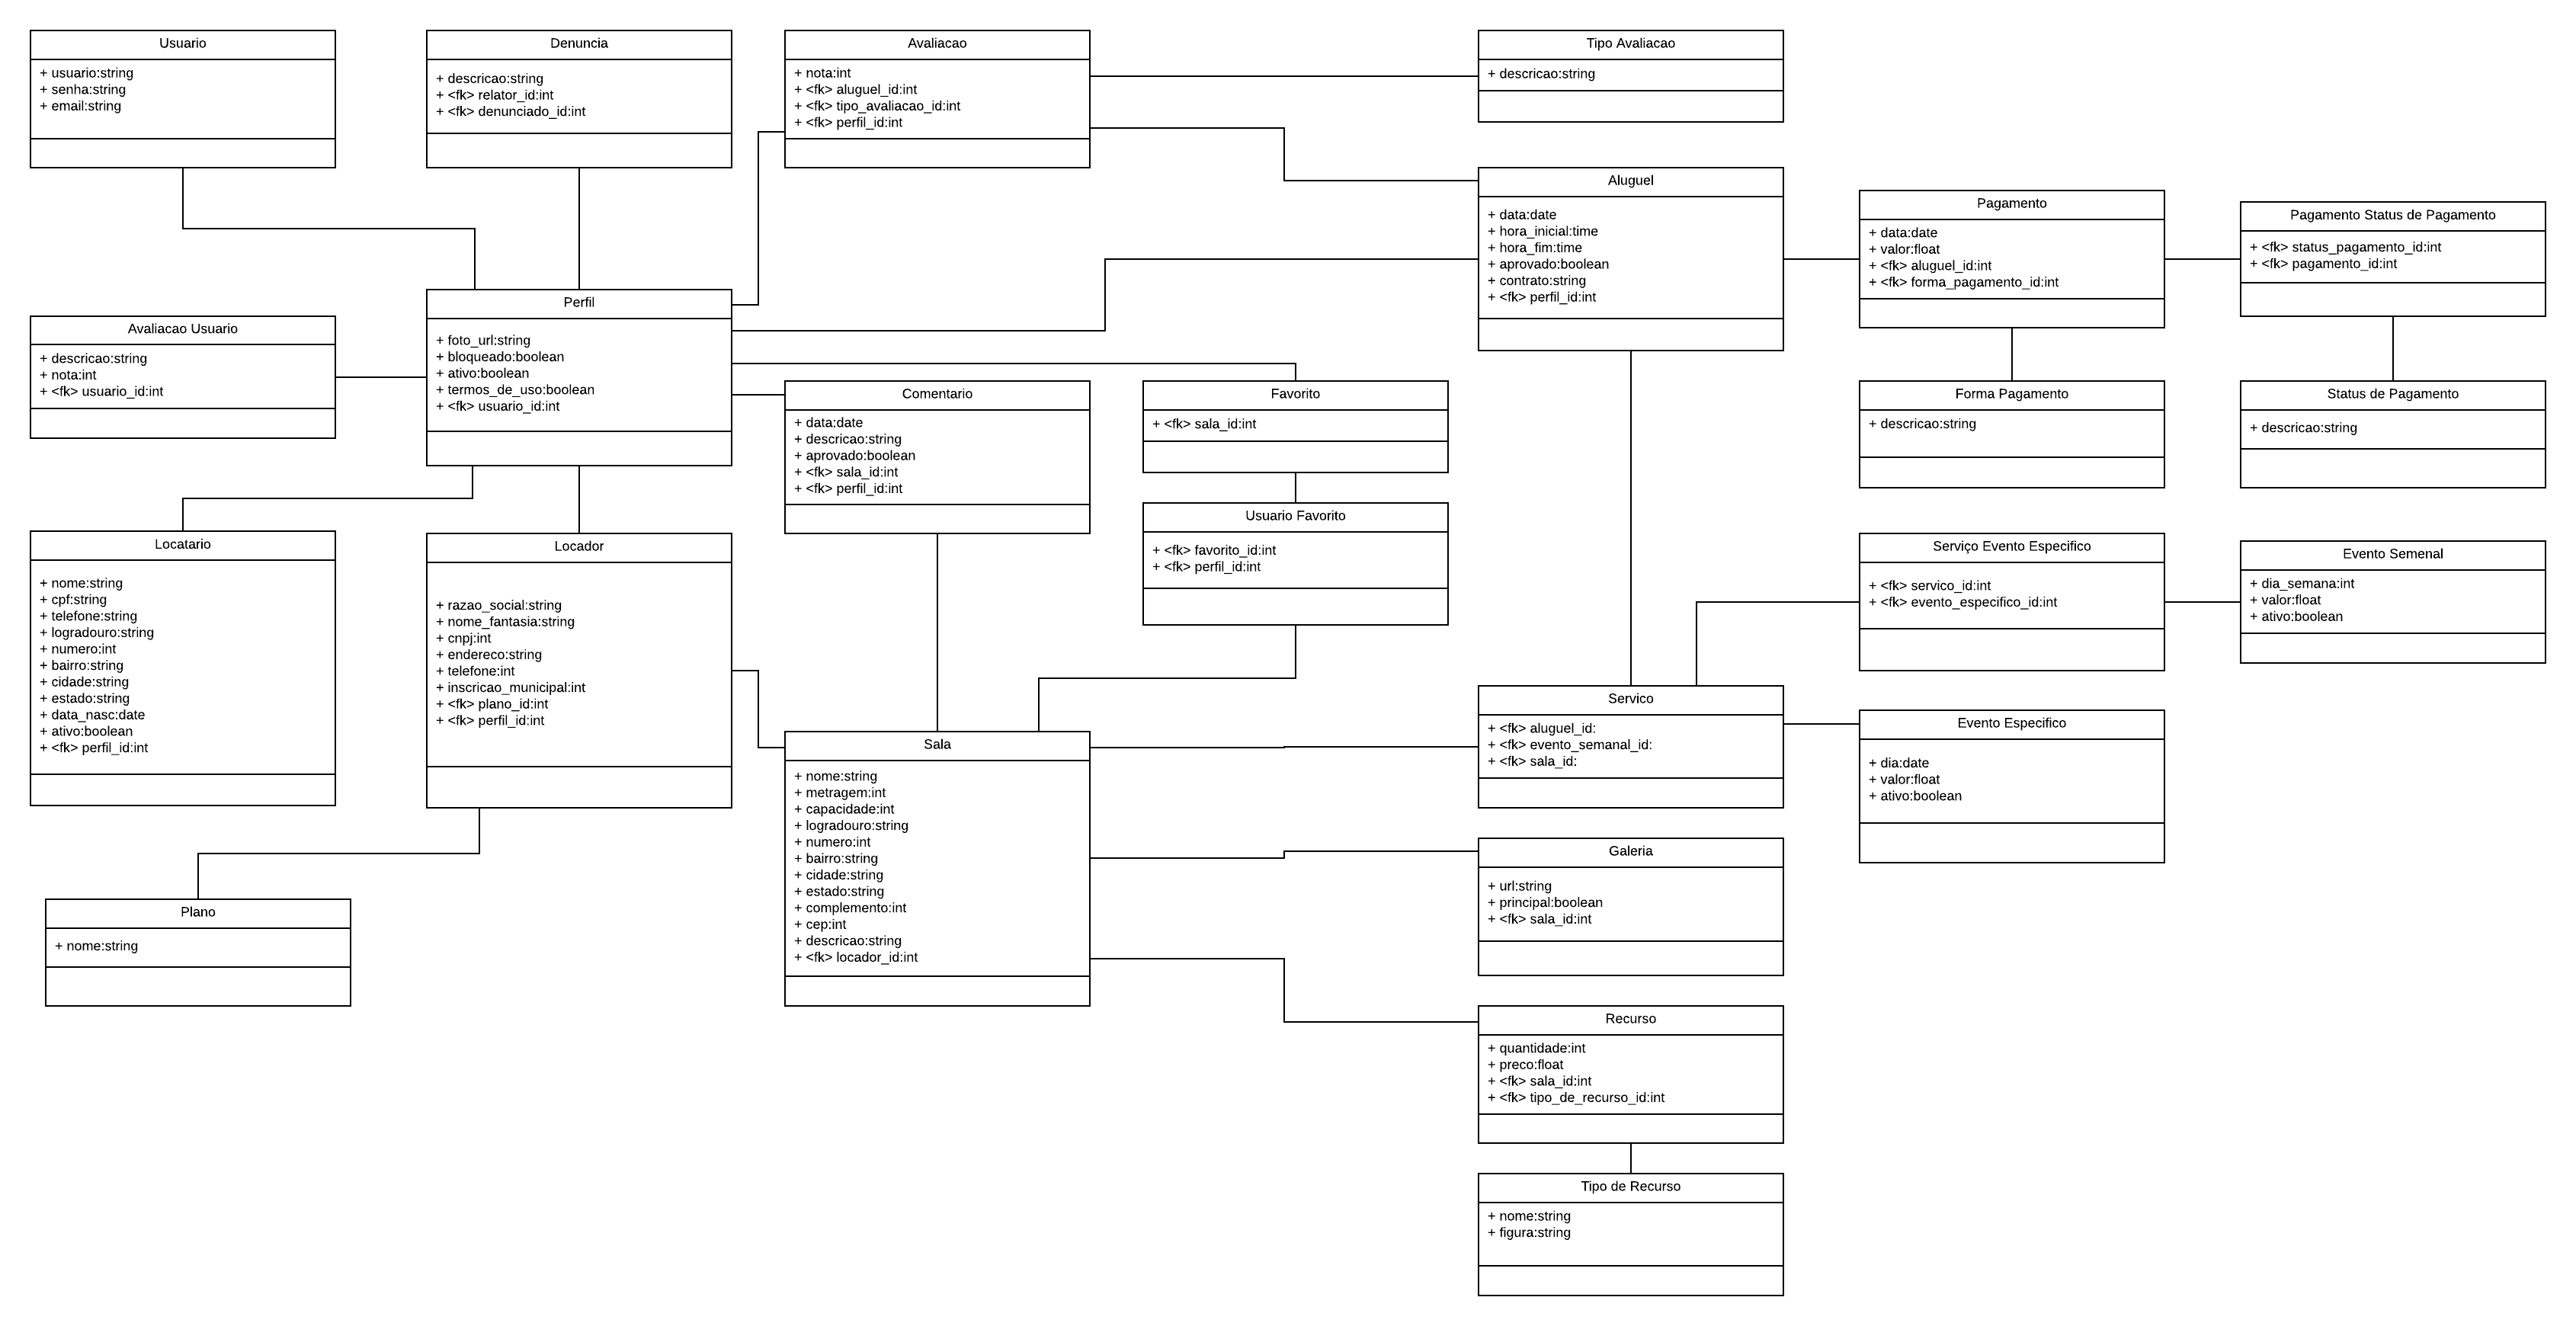 Usuario
+ usuario:string
+ senha:string
+ email:string
Denuncia
+ descricao:string
+ <fk> relator_id:int
+ <fk> denunciado_id:int
Avaliacao
+ nota:int
+ <fk> aluguel_id:int
+ <fk> tipo_avaliacao_id:int
+ <fk> perfil_id:int
Tipo Avaliacao
+ descricao:string
Aluguel
+ data:date
+ hora_inicial:time
+ hora_fim:time
+ aprovado:boolean
+ contrato:string
+ <fk> perfil_id:int
Pagamento
+ data:date
+ valor:float
+ <fk> aluguel_id:int
+ <fk> forma_pagamento_id:int
Pagamento Status de Pagamento
+ <fk> status_pagamento_id:int
+ <fk> pagamento_id:int
Perfil
+ foto_url:string
+ bloqueado:boolean
+ ativo:boolean
+ termos_de_uso:boolean
+ <fk> usuario_id:int
Avaliacao Usuario
+ descricao:string
+ nota:int
+ <fk> usuario_id:int
Comentario
+ data:date
+ descricao:string
+ aprovado:boolean
+ <fk> sala_id:int
+ <fk> perfil_id:int
Favorito
+ <fk> sala_id:int
Forma Pagamento
+ descricao:string
Status de Pagamento
+ descricao:string
Usuario Favorito
+ <fk> favorito_id:int
+ <fk> perfil_id:int
Locatario
+ nome:string
+ cpf:string
+ telefone:string
+ logradouro:string
+ numero:int
+ bairro:string
+ cidade:string
+ estado:string
+ data_nasc:date
+ ativo:boolean
+ <fk> perfil_id:int
Locador
+ razao_social:string
+ nome_fantasia:string
+ cnpj:int
+ endereco:string
+ telefone:int
+ inscricao_municipal:int
+ <fk> plano_id:int
+ <fk> perfil_id:int
Serviço Evento Especifico
+ <fk> servico_id:int
+ <fk> evento_especifico_id:int
Evento Semenal
+ dia_semana:int
+ valor:float
+ ativo:boolean
Servico
+ <fk> aluguel_id:
+ <fk> evento_semanal_id:
+ <fk> sala_id:
Evento Especifico
+ dia:date
+ valor:float
+ ativo:boolean
Sala
+ nome:string
+ metragem:int
+ capacidade:int
+ logradouro:string
+ numero:int
+ bairro:string
+ cidade:string
+ estado:string
+ complemento:int
+ cep:int
+ descricao:string
+ <fk> locador_id:int
Galeria
+ url:string
+ principal:boolean
+ <fk> sala_id:int
Plano
+ nome:string
Recurso
+ quantidade:int
+ preco:float
+ <fk> sala_id:int
+ <fk> tipo_de_recurso_id:int
Tipo de Recurso
+ nome:string
+ figura:string